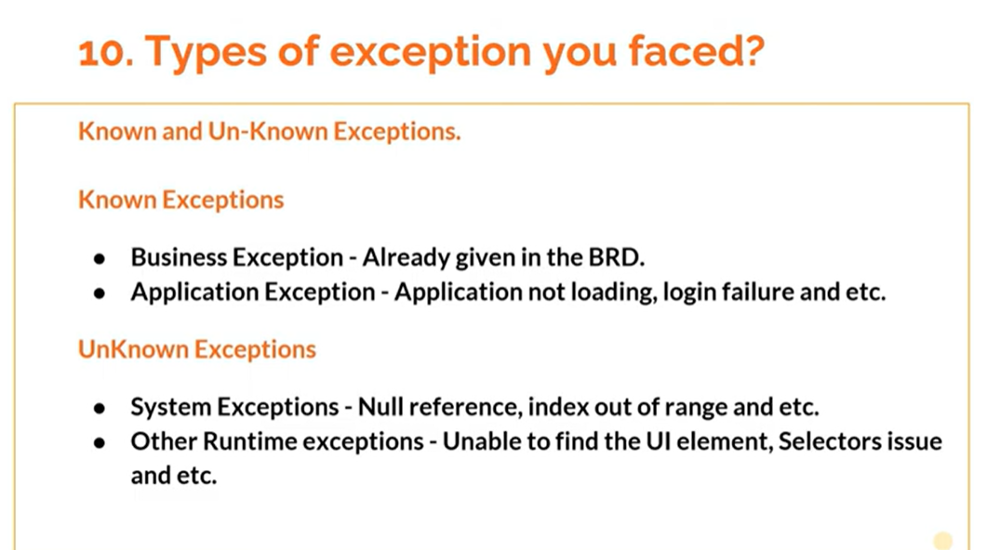 10. Types of exception you faced?
Known and Un-Known Exceptions.
Known Exceptions
● Business Exception - Already given in the BRD.
● Application Exception - Application not loading, login failure and etc.
UnKnown Exceptions
● System Exceptions - Null reference, index out of range and etc.
● Other Runtime exceptions - Unable to find the UI element, Selectors issue
and etc.